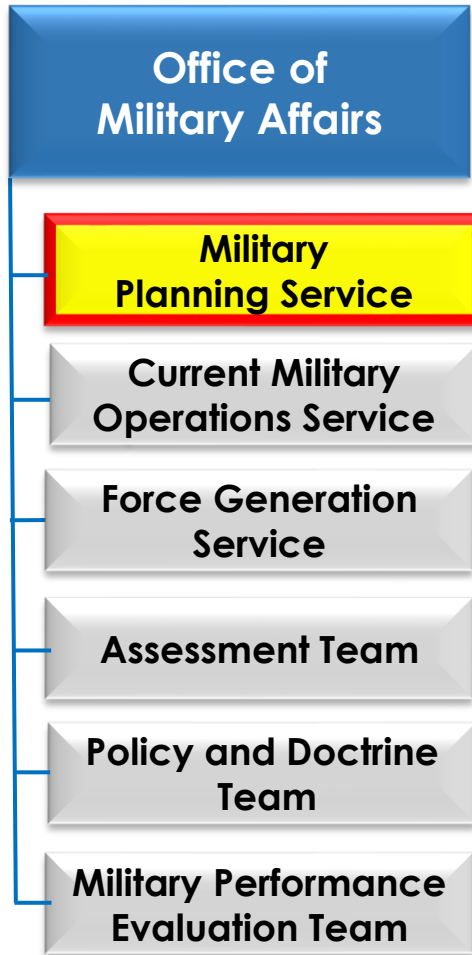 Office of
Military Affairs
Military
Planning Service
Current Military
Operations Service
Force Generation
Service
Assessment Team
Policy and Doctrine
Team
Military Performance
Evaluation Team